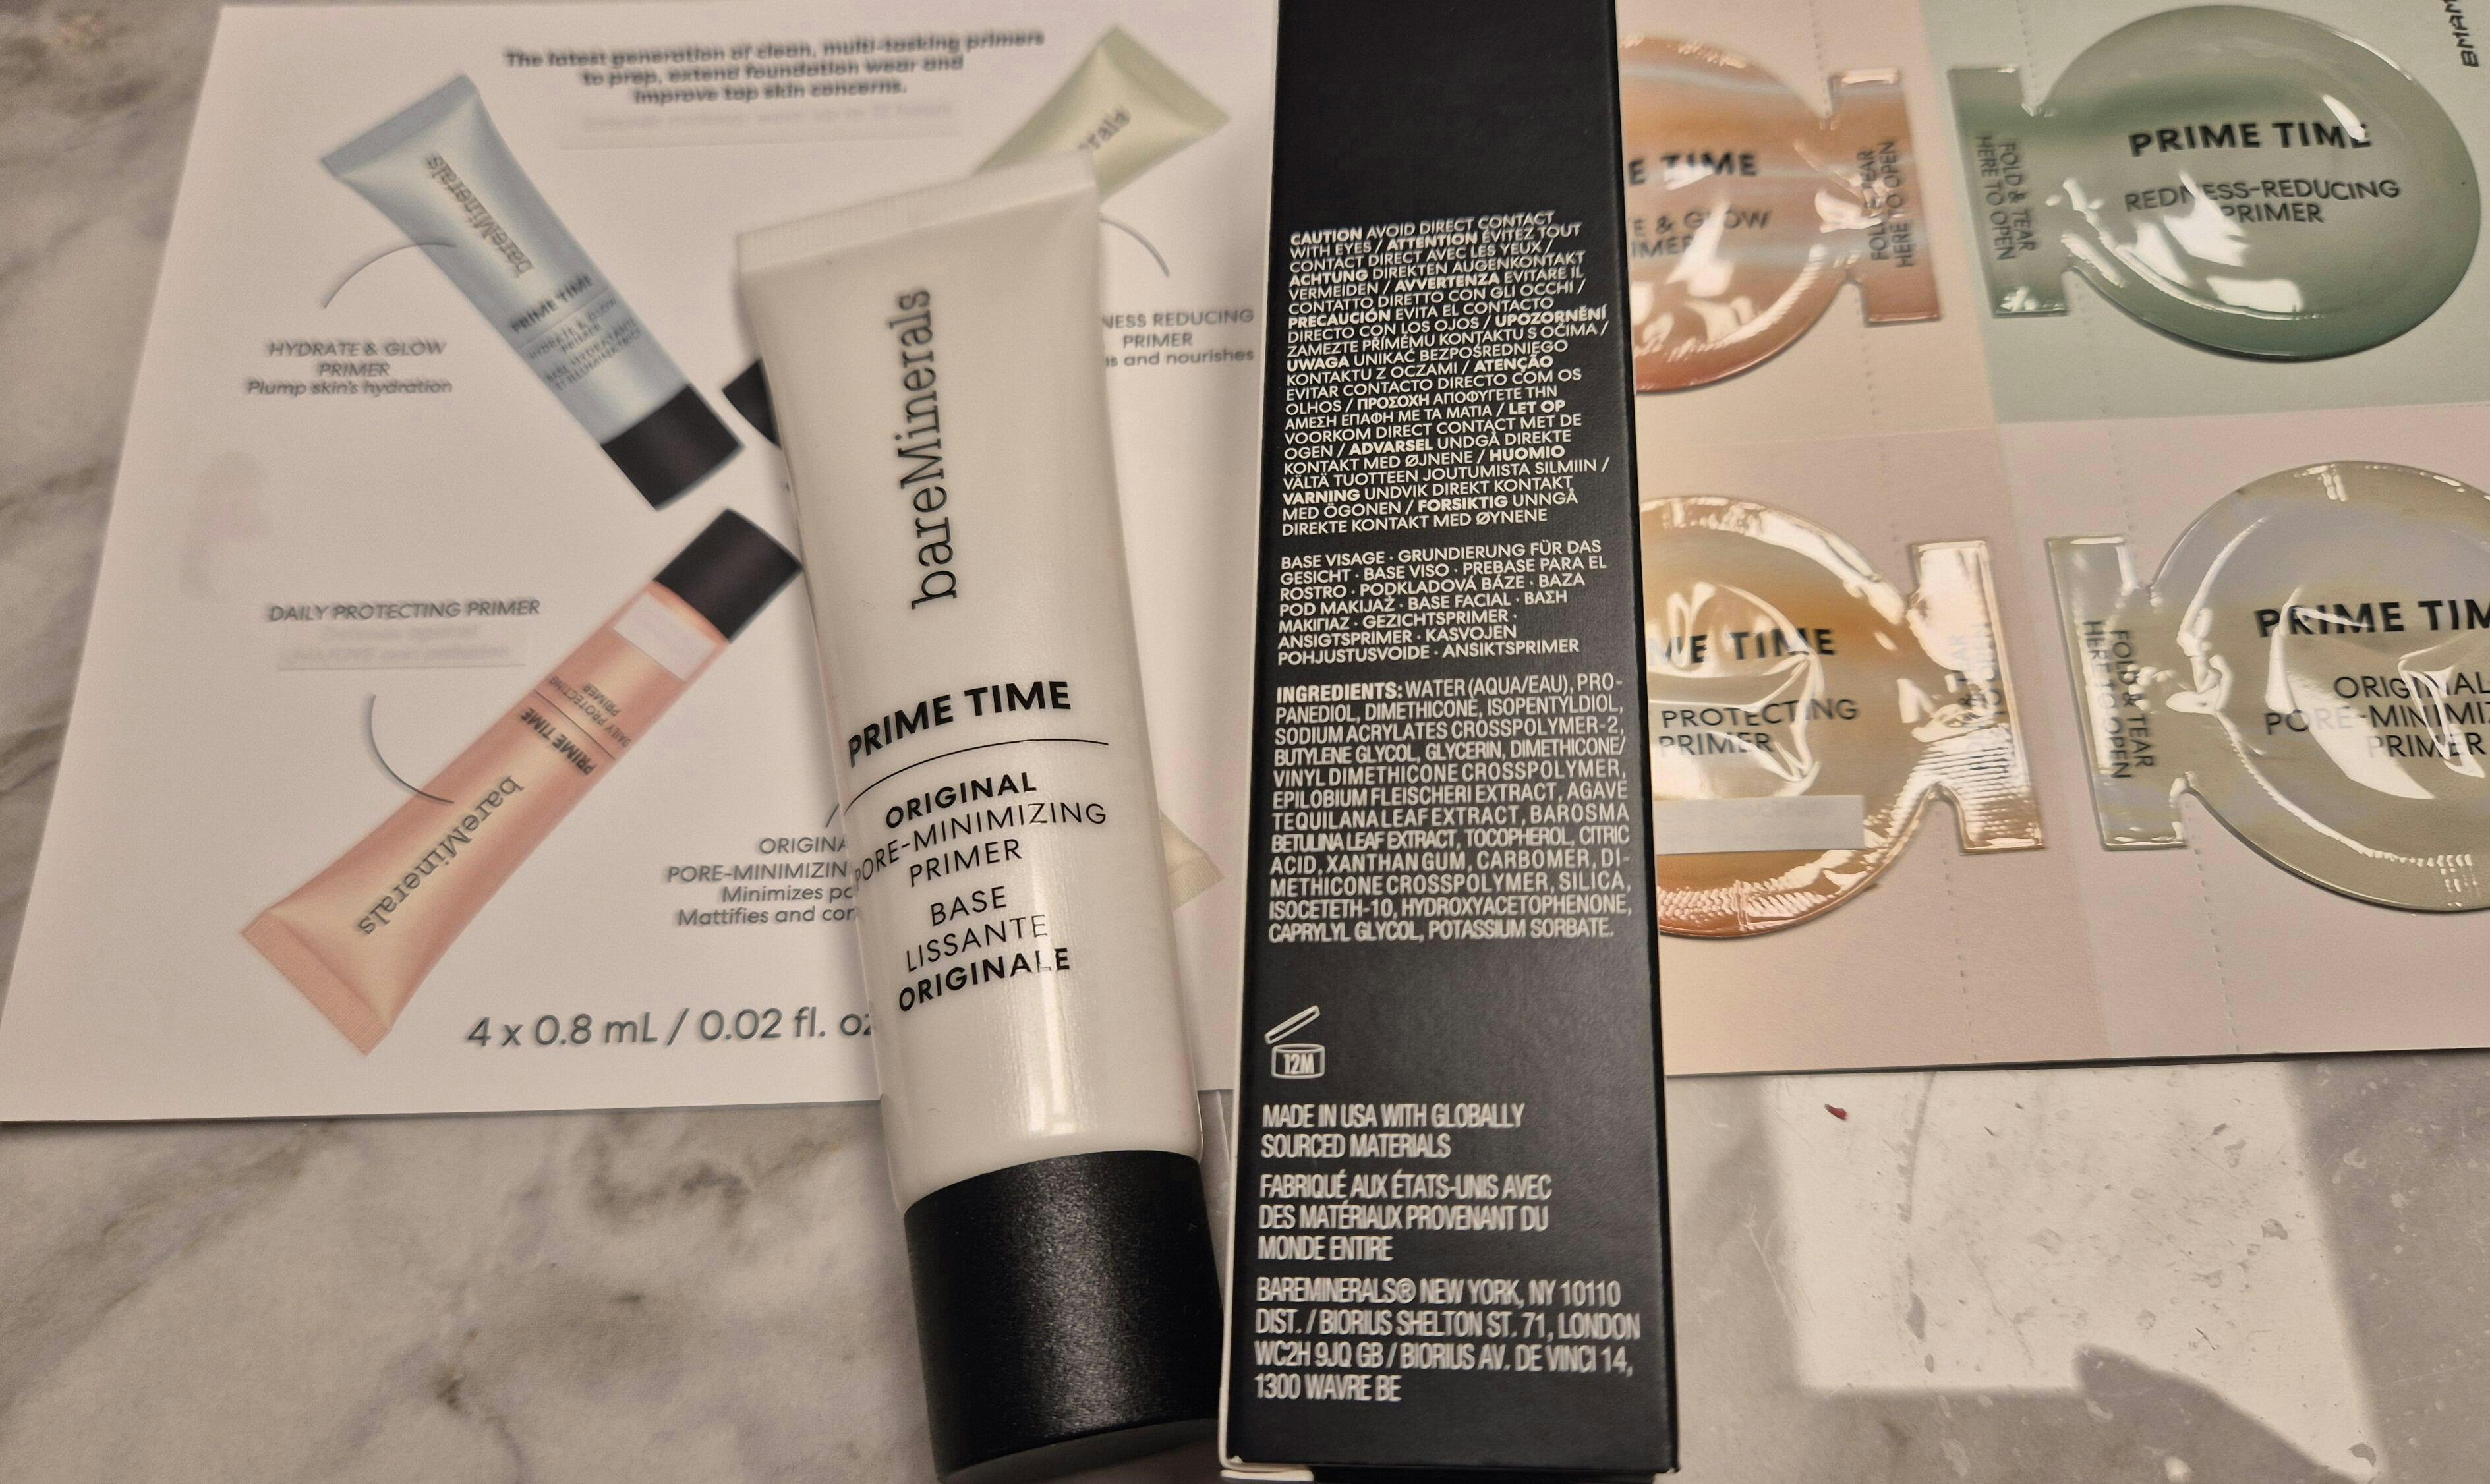 The latest generation of clean, multi-tasking primers
to prep, extend foundation wear and
improve top skin concerns.
bareMinerals
PRIME TIME
HYDRATE & GLOW
PRIMER
HYDRATE & GLOW
PRIMER
Plump skin's hydration
erals
NESS REDUCING
PRIMER
and nourishes
DAILY PROTECTING PRIMER
bareMinerals
PRIME TIME
DAILY PROTECTING
PRIMER
ORIGINA
PORE-MINIMIZIN
Minimizes po
Mattifies and con
4 x 0.8 mL / 0.02 fl. oz
bareMinerals
PRIME TIME
ORIGINAL
PORE-MINIMIZING
PRIMER
BASE
LISSANTE
ORIGINALE
CAUTION AVOID DIRECT CONTACT
WITH EYES / ATTENTION ÉVITEZ TOUT
CONTACT DIRECT AVEC LES YEUX /
ACHTUNG DIREKTEN AUGENKONTAKT
VERMEIDEN / AVVERTENZA EVITARE IL
CONTATTO DIRETTO CON GLI OCCHI /
PRECAUCIÓN EVITA EL CONTACTO
DIRECTO CON LOS OJOS / UPOZORNĚNÍ
ZAMEZTE PŘÍMÉMU KONTAKTU S OČIMA /
UWAGA UNIKAĆ BEZPOŚREDNIEGO
KONTAKTU Z OCZAMI / ATENÇÃO
EVITAR CONTACTO DIRECTO COM OS
OLHOS / ΠΡΟΣΟΧΗ ΑΠΟΦΥΓΕΤΕ ΤΗΝ
ΑΜΕΣΗ ΕΠΑΦΗ ΜΕ ΤΑ ΜΑΤΙΑ / LET OP
VOORKOM DIRECT CONTACT MET DE
OGEN / ADVARSEL UNDGÅ DIREKTE
KONTAKT MED ØJNENE / HUOMIO
VÄLTÄ TUOTTEEN JOUTUMISTA SILMIIN /
VARNING UNDVIK DIREKT KONTAKT
MED ÖGONEN / FORSIKTIG UNNGÅ
DIREKTE KONTAKT MED ØYNENE
BASE VISAGE · GRUNDIERUNG FÜR DAS
GESICHT · BASE VISO · PREBASE PARA EL
ROSTRO · PODKLADOVÁ BÁZE · BAZA
POD MAKIJAŻ · BASE FACIAL · ΒΑΣΗ
ΜΑΚΙΓΙΑΖ · GEZICHTSPRIMER ·
ANSIGTSPRIMER · KASVOJEN
POHJUSTUSVOIDE · ANSIKTSPRIMER
INGREDIENTS: WATER (AQUA/EAU), PRO-
PANEDIOL, DIMETHICONE, ISOPENTYLDIOL,
SODIUM ACRYLATES CROSSPOLYMER-2,
BUTYLENE GLYCOL, GLYCERIN, DIMETHICONE/
VINYL DIMETHICONE CROSSPOLYMER,
EPILOBIUM FLEISCHERI EXTRACT, AGAVE
TEQUILANA LEAF EXTRACT, BAROSMA
BETULINA LEAF EXTRACT, TOCOPHEROL, CITRIC
ACID, XANTHAN GUM, CARBOMER, DI-
METHICONE CROSSPOLYMER, SILICA,
ISOCETETH-10, HYDROXYACETOPHENONE,
CAPRYLYL GLYCOL, POTASSIUM SORBATE.
12M
MADE IN USA WITH GLOBALLY
SOURCED MATERIALS
FABRIQUÉ AUX ÉTATS-UNIS AVEC
DES MATÉRIAUX PROVENANT DU
MONDE ENTIER
BAREMINERALS® NEW YORK, NY 10110
DIST. / BIORIUS SHELTON ST. 71, LONDON
WC2H 9JQ GB / BIORIUS AV. DE VINCI 14,
1300 WAVRE BE
E TIME
E & GLOW
IMER
FOLD & TEAR
HERE TO OPEN
FOLD & TEAR
HERE TO OPEN
PRIME TIME
REDNESS-REDUCING
PRIMER
ME TIME
PROTECTING
PRIMER
FOLD & TEAR
HERE TO OPEN
PRIME TIM
ORIGINAL
PORE-MINIMIZ
PRIMER